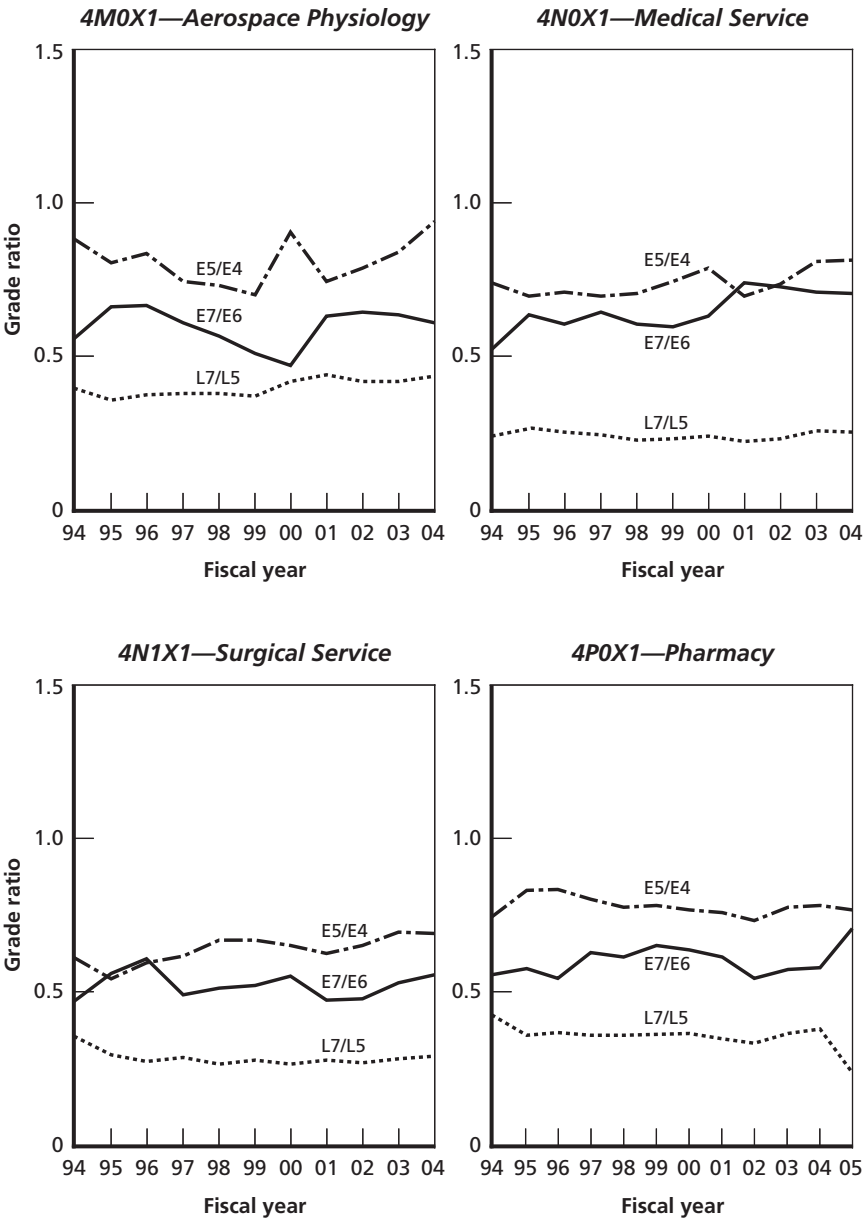 4M0X1—Aerospace Physiology
1.5
1.0
0.5
0
Grade ratio
E5/E4
E7/E6
L7/L5
94 95 96 97 98 99 00 01 02 03 04
Fiscal year
4N0X1—Medical Service
1.5
1.0
0.5
0
E5/E4
E7/E6
L7/L5
94 95 96 97 98 99 00 01 02 03 04
Fiscal year
4N1X1—Surgical Service
1.5
1.0
0.5
0
Grade ratio
E5/E4
E7/E6
L7/L5
94 95 96 97 98 99 00 01 02 03 04
Fiscal year
4P0X1—Pharmacy
1.5
1.0
0.5
0
E5/E4
E7/E6
L7/L5
94 95 96 97 98 99 00 01 02 03 04 05
Fiscal year